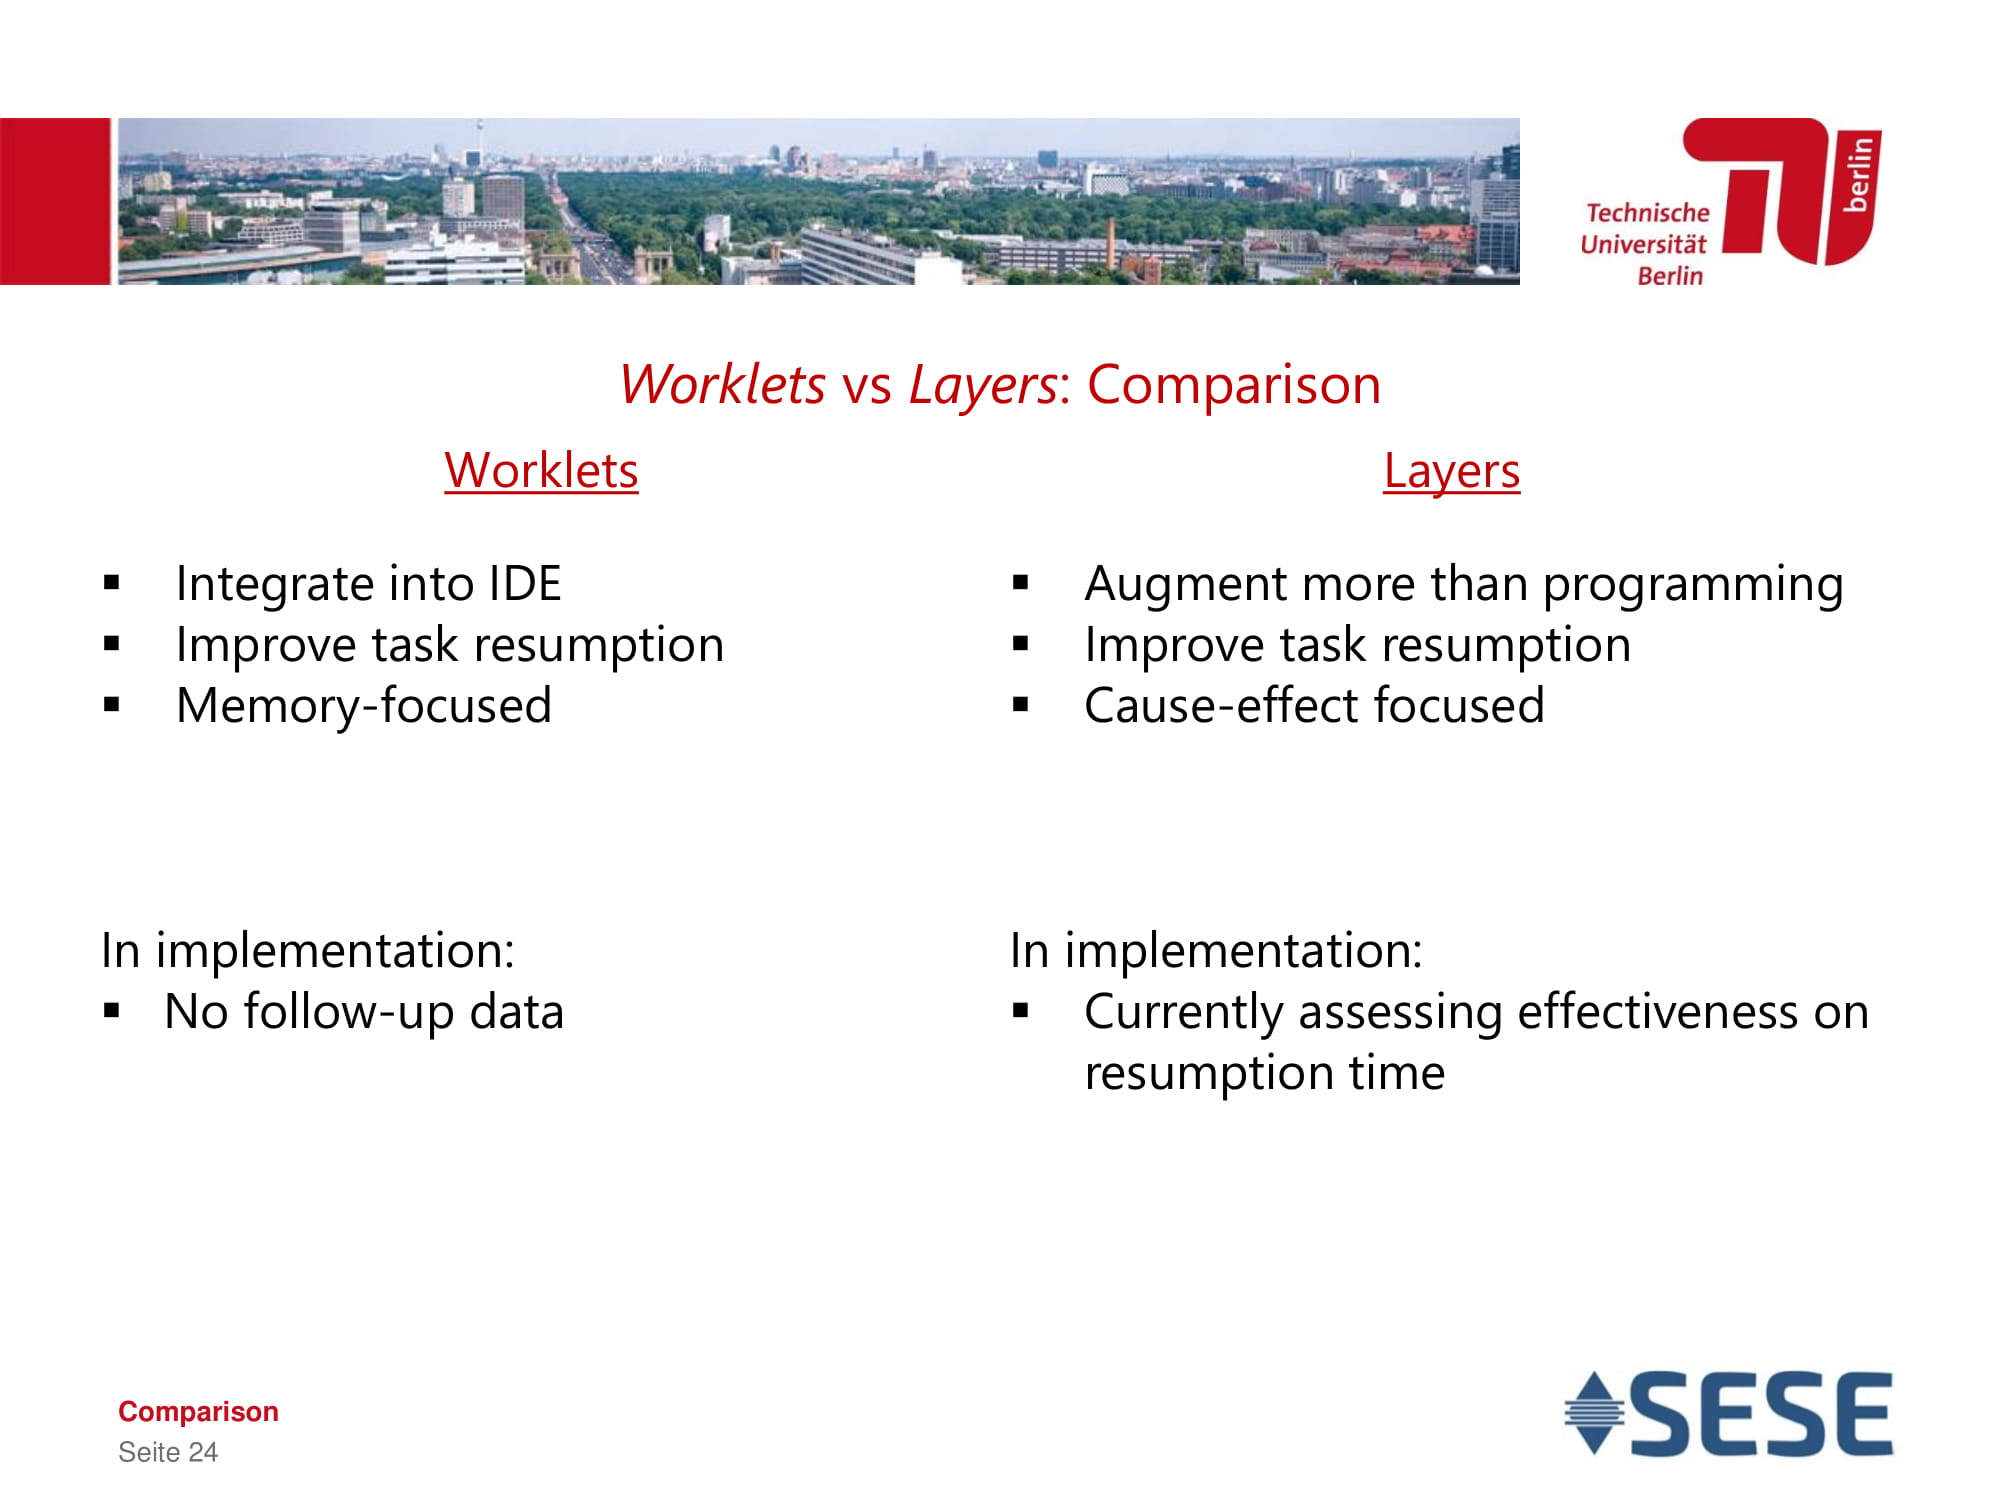 Technische
Universität
Berlin
berlin
Worklets vs Layers: Comparison
Worklets
▪ Integrate into IDE
▪ Improve task resumption
▪ Memory-focused
In implementation:
▪ No follow-up data
Layers
▪ Augment more than programming
▪ Improve task resumption
▪ Cause-effect focused
In implementation:
▪ Currently assessing effectiveness on
resumption time
Comparison
Seite 24
SESE